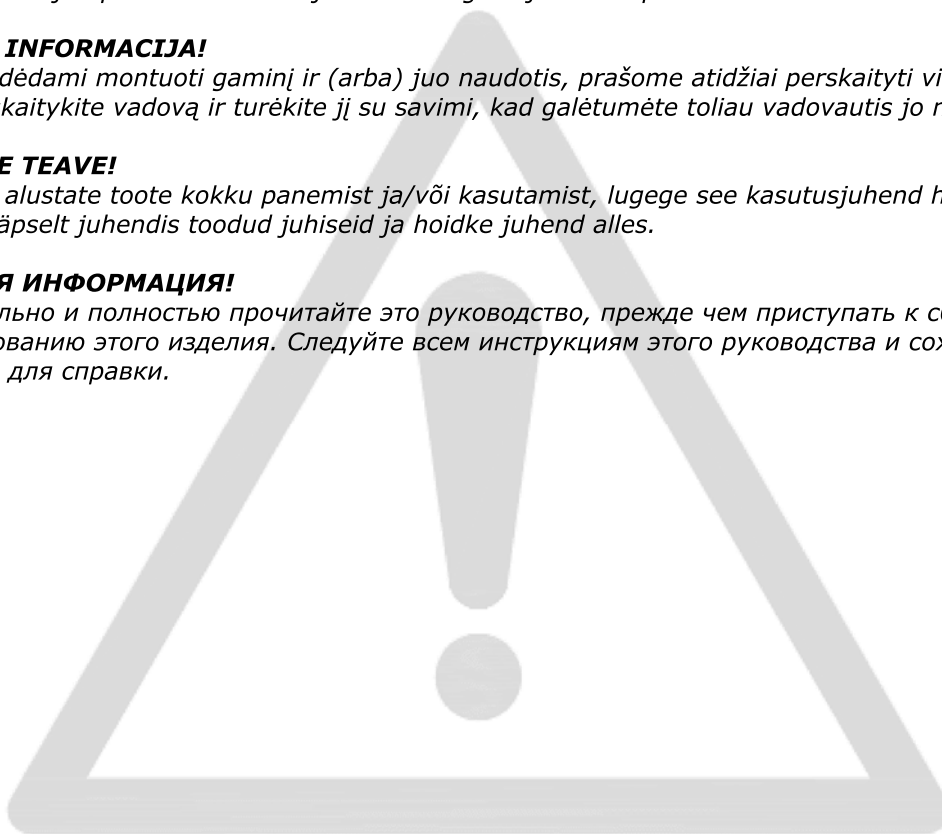 INFORMACIJA!
dėdami montuoti gaminį ir (arba) juo naudotis, prašome atidžiai perskaityti vi
kaitykite vadovą ir turėkite jį su savimi, kad galėtumėte toliau vadovautis jo
E TEAVE!
alustate toote kokku panemist ja/või kasutamist, lugege see kasutusjuhend h
äpselt juhendis toodud juhiseid ja hoidke juhend alles.
Я ИНФОРМАЦИЯ!
льно и полностью прочитайте это руководство, прежде чем приступать к с
ованию этого изделия. Следуйте всем инструкциям этого руководства и сох
для справки.